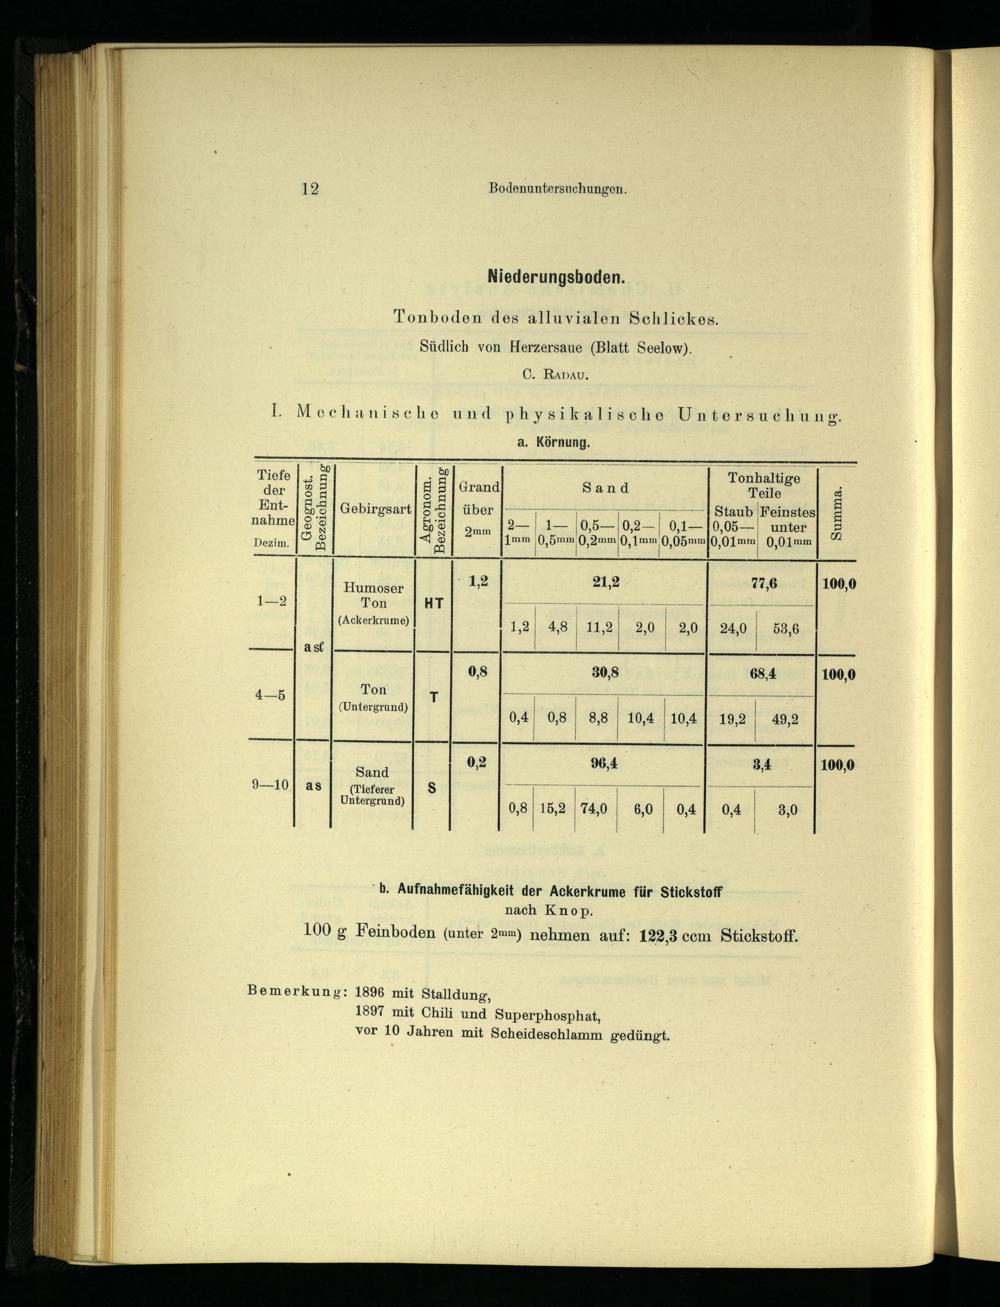 12 Bodenuntersuchungen.
Niederungsboden.
Tonboden des alluvialen Schlickes.
Südlich von Herzersaue (Blatt Seelow).
C. Radau.
I. Mechanische und physikalische Untersuchung.
a. Körnung.
Tiefe der Ent-nahme Dezim. | Geognost. Bezeichnung | Gebirgsart | Agronom. Bezeichnung | Grand über 2mm | Sand | Tonhaltige Teile | Summa.
2—1mm | 1—0,5mm | 0,5—0,2mm | 0,2—0,1mm | 0,1—0,05mm | Staub 0,05—0,01mm | Feinstes unter 0,01mm
1—2 | asf | Humoser Ton (Ackerkrume) | HT | 1,2 | 21,2 | 77,6 | 100,0
1,2 | 4,8 | 11,2 | 2,0 | 2,0 | 24,0 | 53,6
4—5 | Ton (Untergrund) | T | 0,8 | 30,8 | 68,4 | 100,0
0,4 | 0,8 | 8,8 | 10,4 | 10,4 | 19,2 | 49,2
9—10 | as | Sand (Tieferer Untergrund) | S | 0,2 | 96,4 | 3,4 | 100,0
0,8 | 15,2 | 74,0 | 6,0 | 0,4 | 0,4 | 3,0
b. Aufnahmefähigkeit der Ackerkrume für Stickstoff
nach Knop.
100 g Feinboden (unter 2mm) nehmen auf: 122,3 ccm Stickstoff.
Bemerkung: 1896 mit Stalldung,
1897 mit Chili und Superphosphat,
vor 10 Jahren mit Scheideschlamm gedüngt.